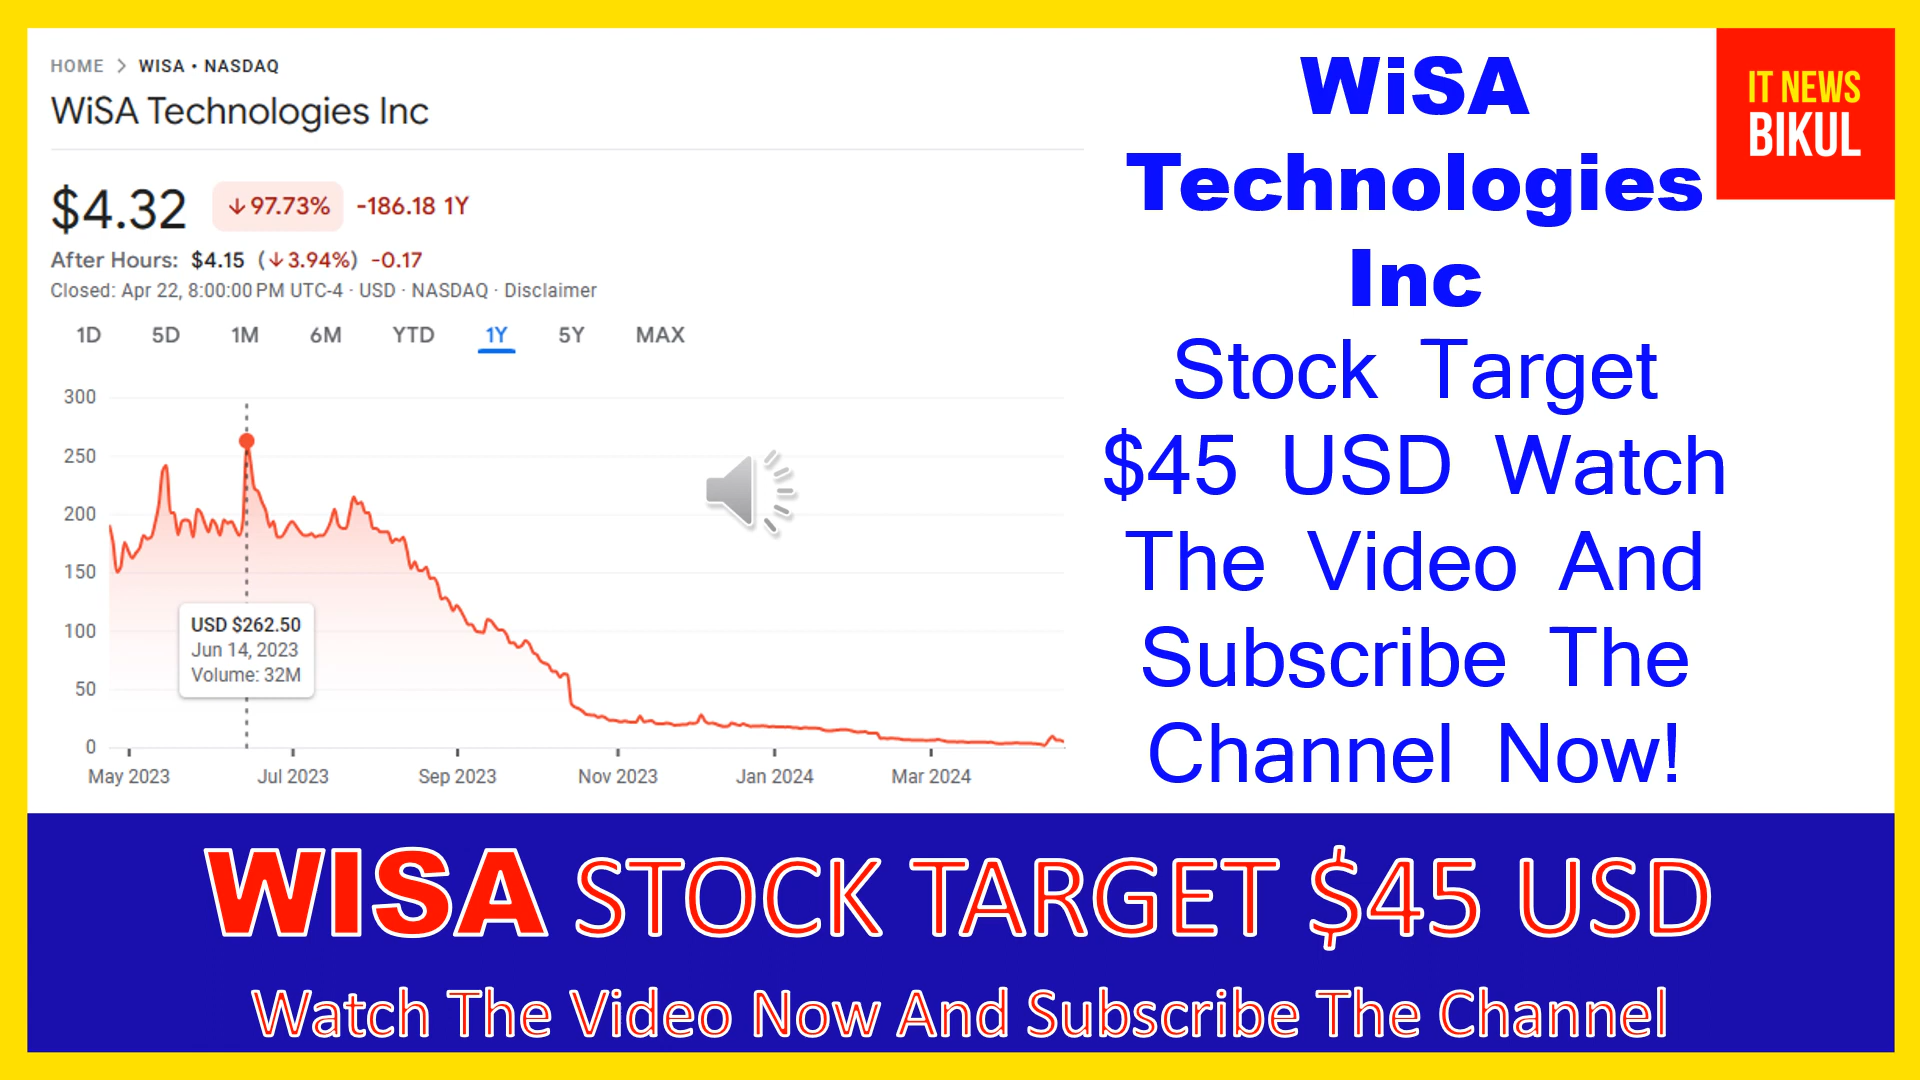 HOME > WISA • NASDAQ
WiSA Technologies Inc
$4.32 ↓97.73% -186.18 1Y
After Hours: $4.15 (↓3.94%) -0.17
Closed: Apr 22, 8:00:00 PM UTC-4 · USD · NASDAQ · Disclaimer
1D 5D 1M 6M YTD 1Y 5Y MAX
300
250
200
150
100
50
0
USD $262.50
Jun 14, 2023
Volume: 32M
May 2023 Jul 2023 Sep 2023 Nov 2023 Jan 2024 Mar 2024
WiSA
Technologies
Inc
Stock Target
$45 USD Watch
The Video And
Subscribe The
Channel Now!
IT NEWS
BIKUL
WISA STOCK TARGET $45 USD
Watch The Video Now And Subscribe The Channel